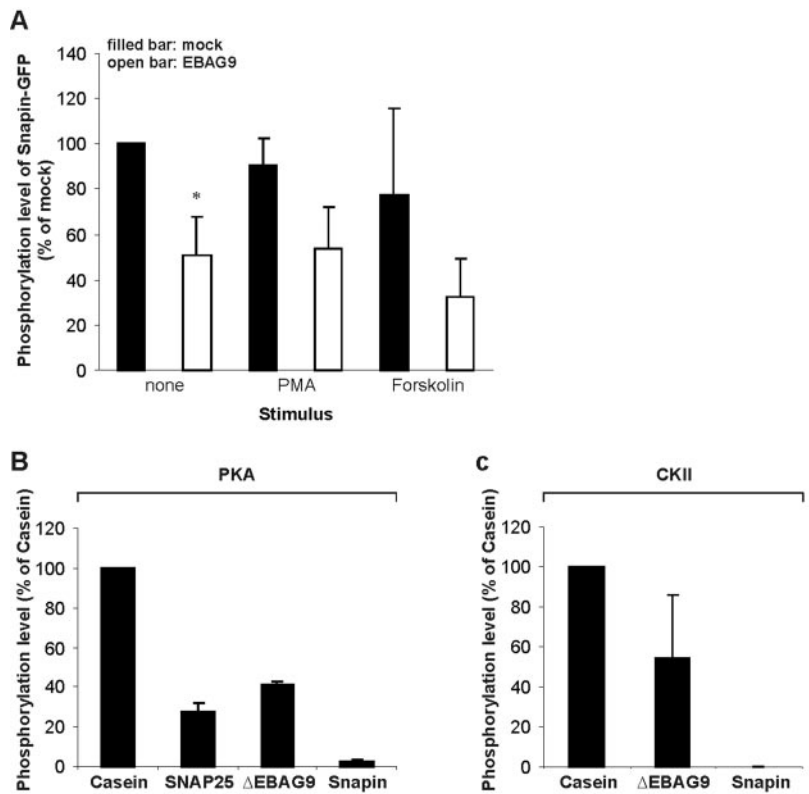 A
filled bar: mock
open bar: EBAG9
Phosphorylation level of Snapin-GFP
(% of mock)
140
120
100
80
60
40
20
0
*
none PMA Forskolin
Stimulus
B
PKA
Phosphorylation level (% of Casein)
120
100
80
60
40
20
0
Casein SNAP25 ΔEBAG9 Snapin
c
CKII
Phosphorylation level (% of Casein)
120
100
80
60
40
20
0
Casein ΔEBAG9 Snapin